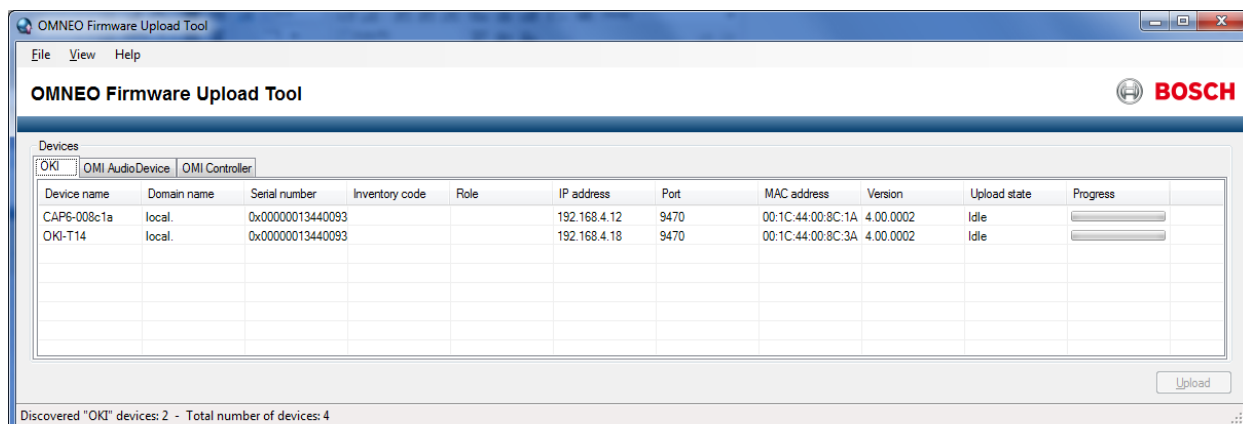 OMNEO Firmware Upload Tool
File View Help
OMNEO Firmware Upload Tool
BOSCH
Devices
OKI OMI AudioDevice OMI Controller
Device name Domain name Serial number Inventory code Role IP address Port MAC address Version Upload state Progress
CAP6-008c1a local. 0x00000013440093 192.168.4.12 9470 00:1C:44:00:8C:1A 4.00.0002 Idle
OKI-T14 local. 0x00000013440093 192.168.4.18 9470 00:1C:44:00:8C:3A 4.00.0002 Idle
Upload
Discovered "OKI" devices: 2 - Total number of devices: 4